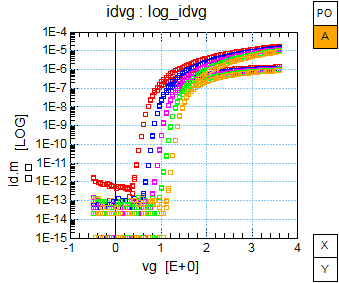 idvg : log_idvg
PO
A
1E-4
1E-5
1E-6
1E-7
1E-8
1E-9
1E-10
1E-11
1E-12
1E-13
1E-14
1E-15
id.m [LOG]
-1 0 1 2 3 4
vg [E+0]
X
Y